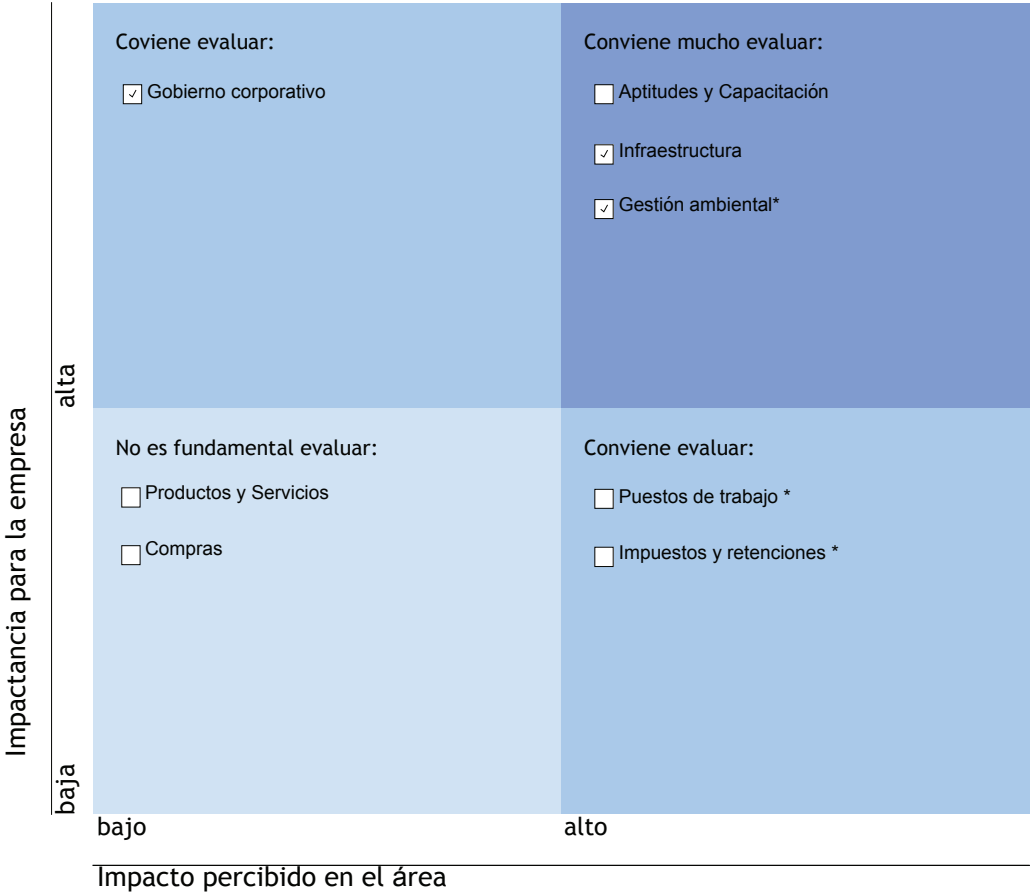 Coviene evaluar:
Gobierno corporativo
Conviene mucho evaluar:
Aptitudes y Capacitación
Infraestructura
Gestión ambiental*
No es fundamental evaluar:
Productos y Servicios
Compras
Conviene evaluar:
Puestos de trabajo *
Impuestos y retenciones *
Impactancia para la empresa
alta
baja
bajo
alto
Impacto percibido en el área